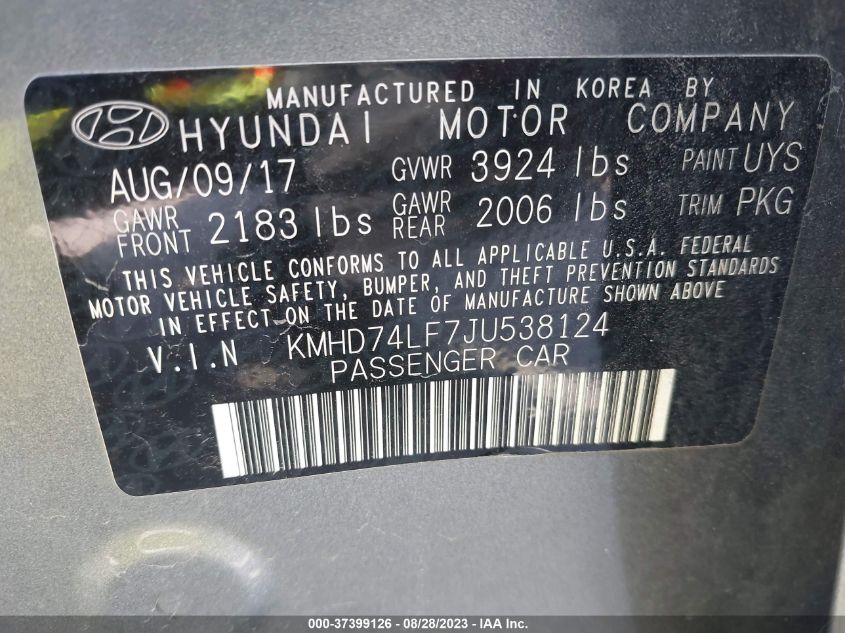 MANUFACTURED IN KOREA BY
HYUNDAI MOTOR COMPANY
AUG/09/17 GVWR 3924 lbs PAINT UYS
GAWR FRONT 2183 lbs GAWR REAR 2006 lbs TRIM PKG
THIS VEHICLE CONFORMS TO ALL APPLICABLE U.S.A. FEDERAL
MOTOR VEHICLE SAFETY, BUMPER, AND THEFT PREVENTION STANDARDS
IN EFFECT ON THE DATE OF MANUFACTURE SHOWN ABOVE
V.I.N KMHD74LF7JU538124
PASSENGER CAR
000-37399126 - 08/28/2023 - IAA Inc.